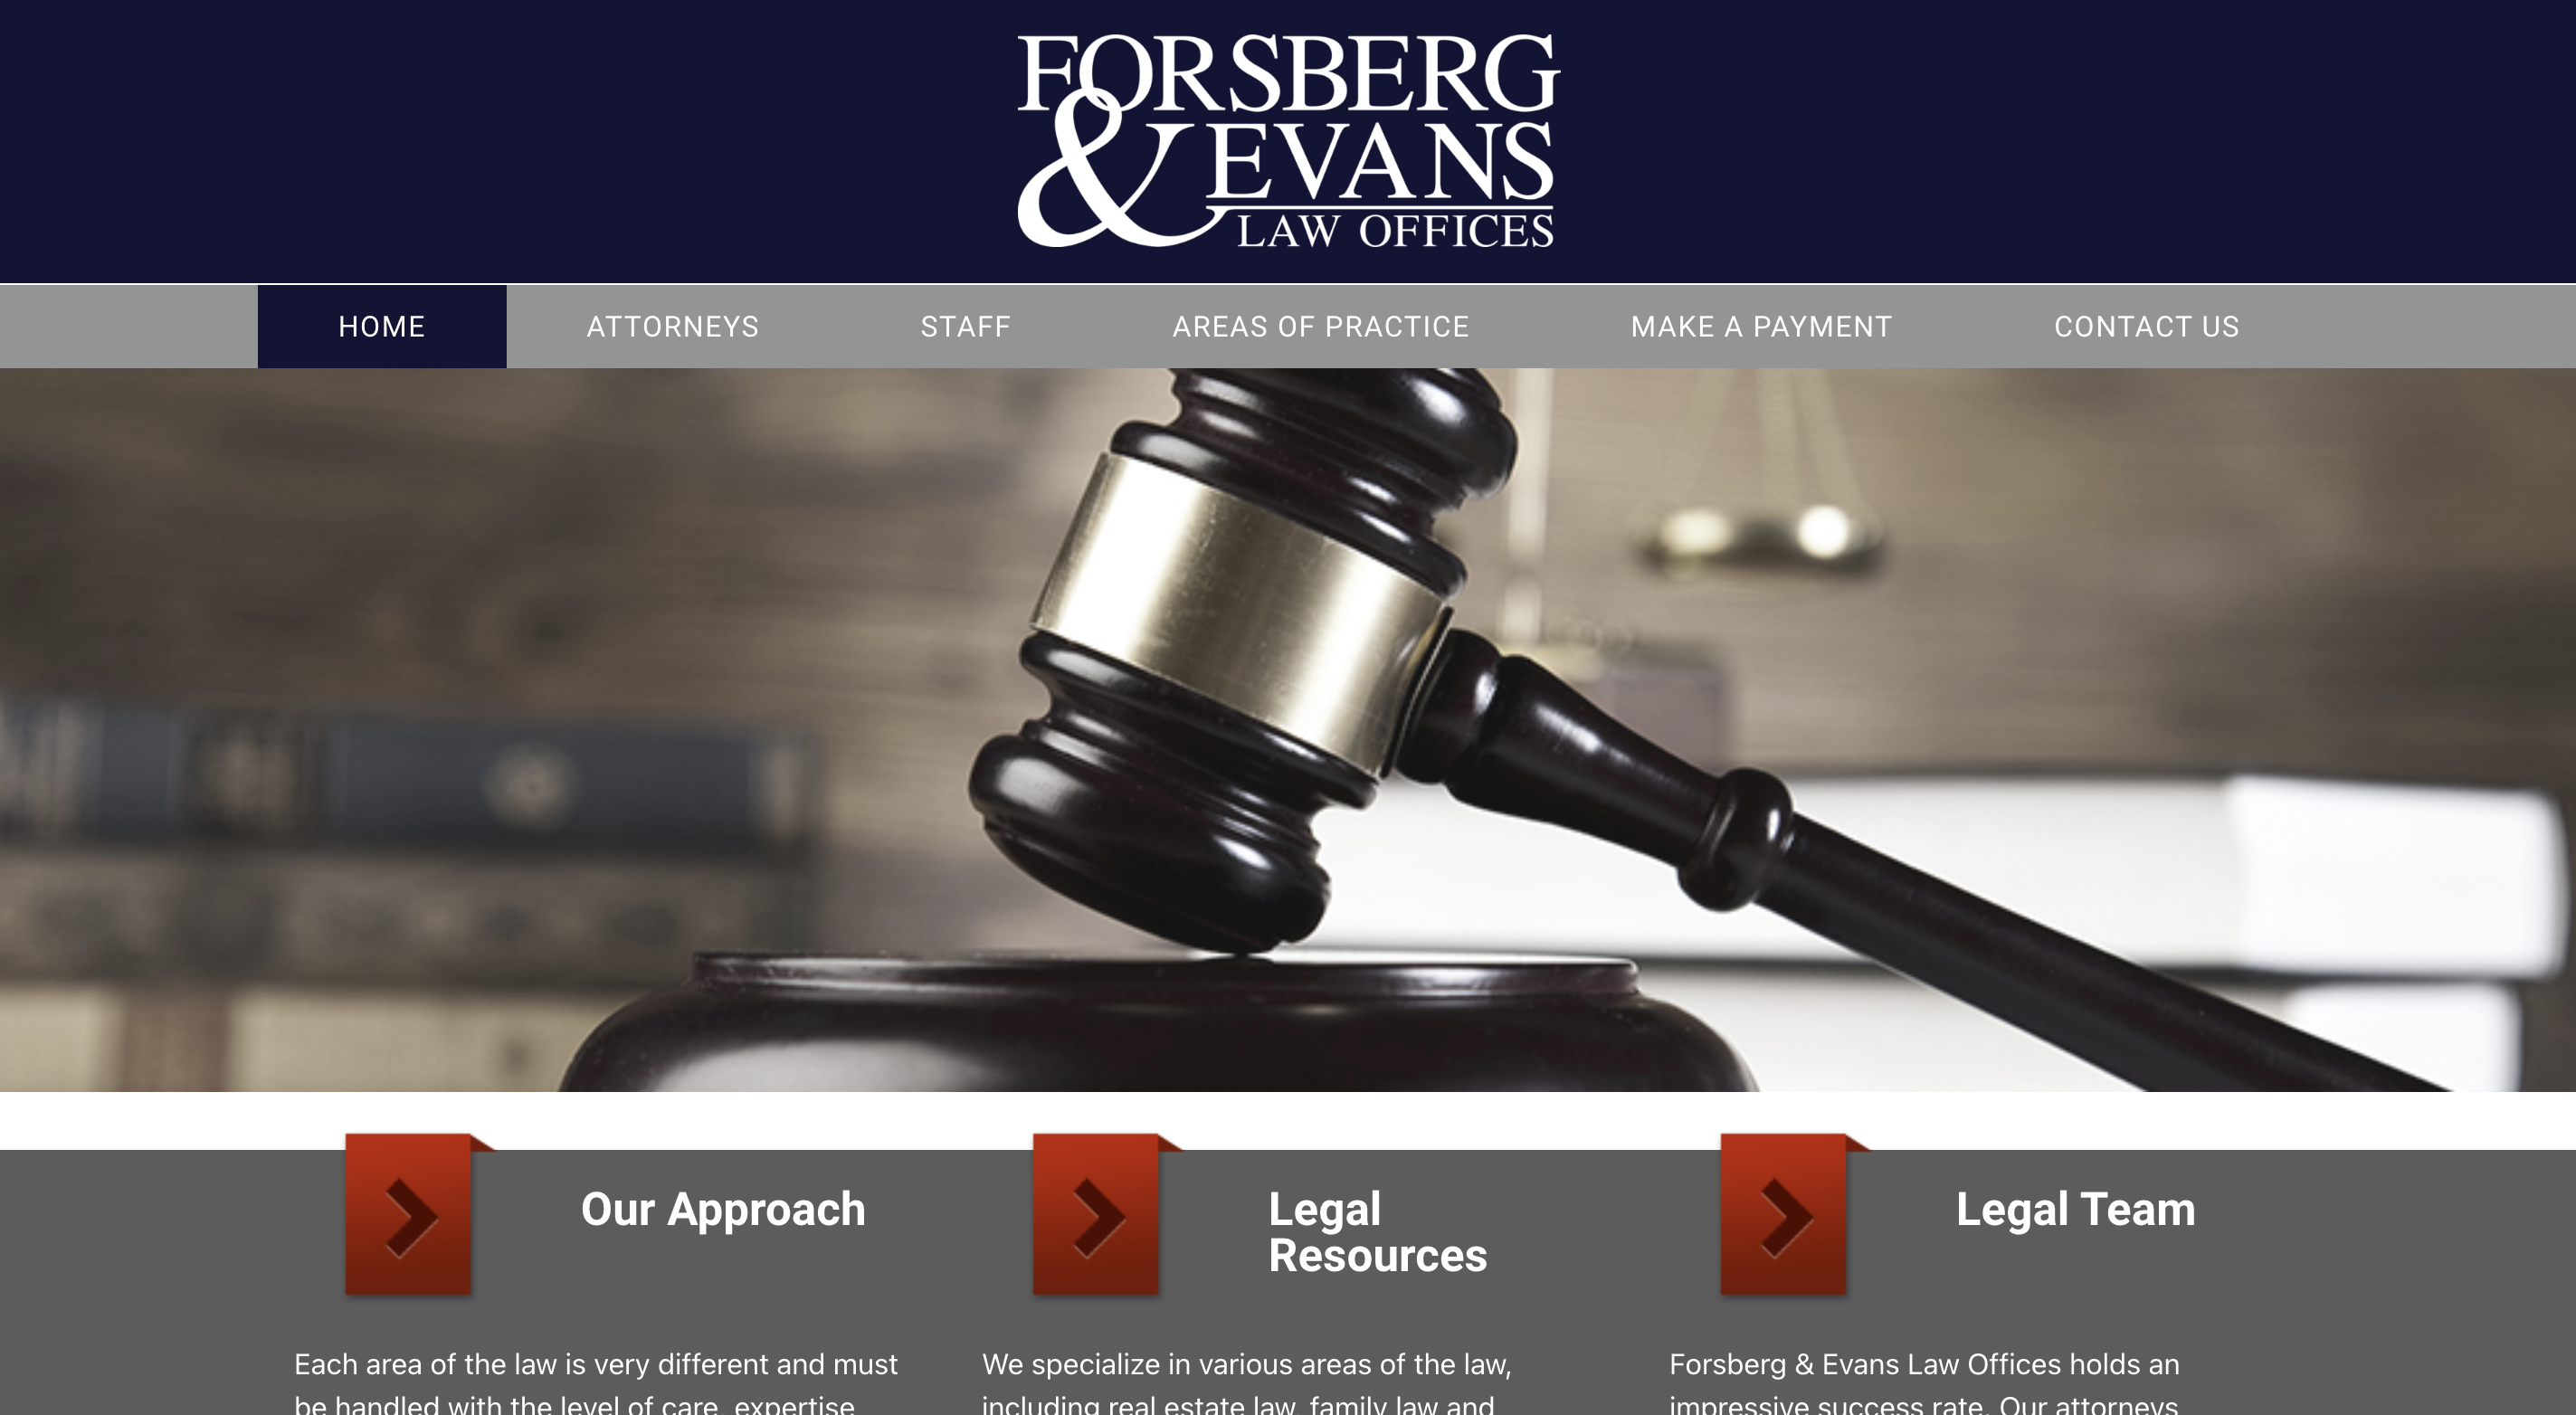 FORSBERG
& EVANS
LAW OFFICES
HOME ATTORNEYS STAFF AREAS OF PRACTICE MAKE A PAYMENT CONTACT US
Our Approach
Each area of the law is very different and must
be handled with the level of care, expertise
Legal
Resources
We specialize in various areas of the law,
including real estate law, family law and
Legal Team
Forsberg & Evans Law Offices holds an
impressive success rate. Our attorneys